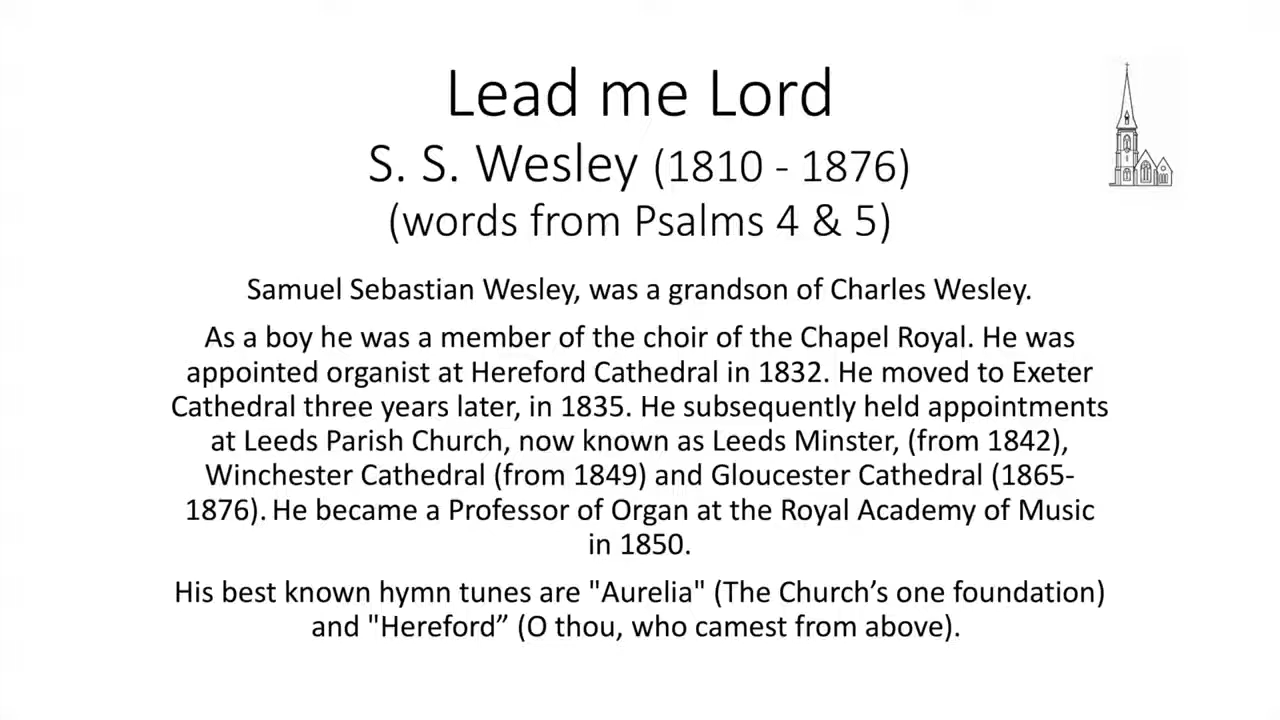 Lead me Lord
S. S. Wesley (1810 - 1876)
(words from Psalms 4 & 5)
Samuel Sebastian Wesley, was a grandson of Charles Wesley.
As a boy he was a member of the choir of the Chapel Royal. He was
appointed organist at Hereford Cathedral in 1832. He moved to Exeter
Cathedral three years later, in 1835. He subsequently held appointments
at Leeds Parish Church, now known as Leeds Minster, (from 1842),
Winchester Cathedral (from 1849) and Gloucester Cathedral (1865-
1876). He became a Professor of Organ at the Royal Academy of Music
in 1850.
His best known hymn tunes are "Aurelia" (The Church’s one foundation)
and "Hereford” (O thou, who camest from above).